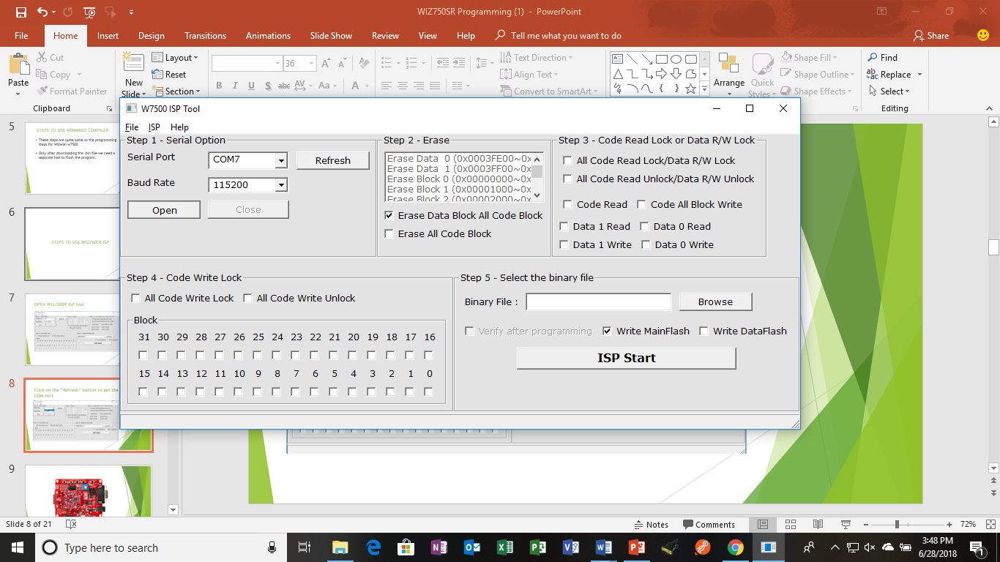 WIZ750SR Programming (1) - PowerPoint
File Home Insert Design Transitions Animations Slide Show Review View Help Tell me what you want to do Share
Paste
Cut
Copy
Format Painter
Clipboard
New
Slide
Layout
Reset
Section
36
B I U S abc AV Aa A
Text Direction
Align Text
Convert to SmartArt
Arrange
Quick
Styles
Shape Fill
Shape Outline
Shape Effects
Find
Replace
Select
Editing
5
STEPS TO USE ARMMBED COMPILER
These steps are quite same as the programming
steps for Wizwiki w7500
Only after downloading the .bin file we need a
separate tool to flash the program.
6
STEPS TO USE WIZ750SR ISP
7
OPEN WIZ7500P ISP tool
8
Click on the "Refresh" button to get the
COM Port
9
W7500 ISP Tool
File ISP Help
Step 1 - Serial Option
Serial Port COM7 Refresh
Baud Rate 115200
Open Close
Step 2 - Erase
Erase Data 0 (0x0003FE00~0x
Erase Data 1 (0x0003FF00~0x
Erase Block 0 (0x00000000~0x
Erase Block 1 (0x00001000~0x
Erase Block 2 (0x00002000~0x
Erase Data Block All Code Block
Erase All Code Block
Step 3 - Code Read Lock or Data R/W Lock
All Code Read Lock/Data R/W Lock
All Code Read Unlock/Data R/W Unlock
Code Read Code All Block Write
Data 1 Read Data 0 Read
Data 1 Write Data 0 Write
Step 4 - Code Write Lock
All Code Write Lock All Code Write Unlock
Block
31 30 29 28 27 26 25 24 23 22 21 20 19 18 17 16
15 14 13 12 11 10 9 8 7 6 5 4 3 2 1 0
Step 5 - Select the binary file
Binary File : Browse
Verify after programming Write MainFlash Write DataFlash
ISP Start
Slide 8 of 21 Notes Comments 72%
Type here to search
3:48 PM
6/28/2018
1